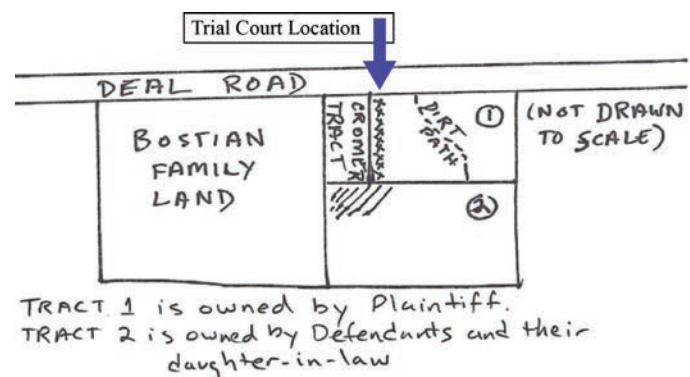 Trial Court Location
DEAL ROAD
BOSTIAN
FAMILY
LAND
CROMER
TRACT
xxxxxxxx
DIRT
PATH
①
(NOT DRAWN
TO SCALE)
②
TRACT 1 is owned by Plaintiff.
TRACT 2 is owned by Defendants and their
daughter-in-law